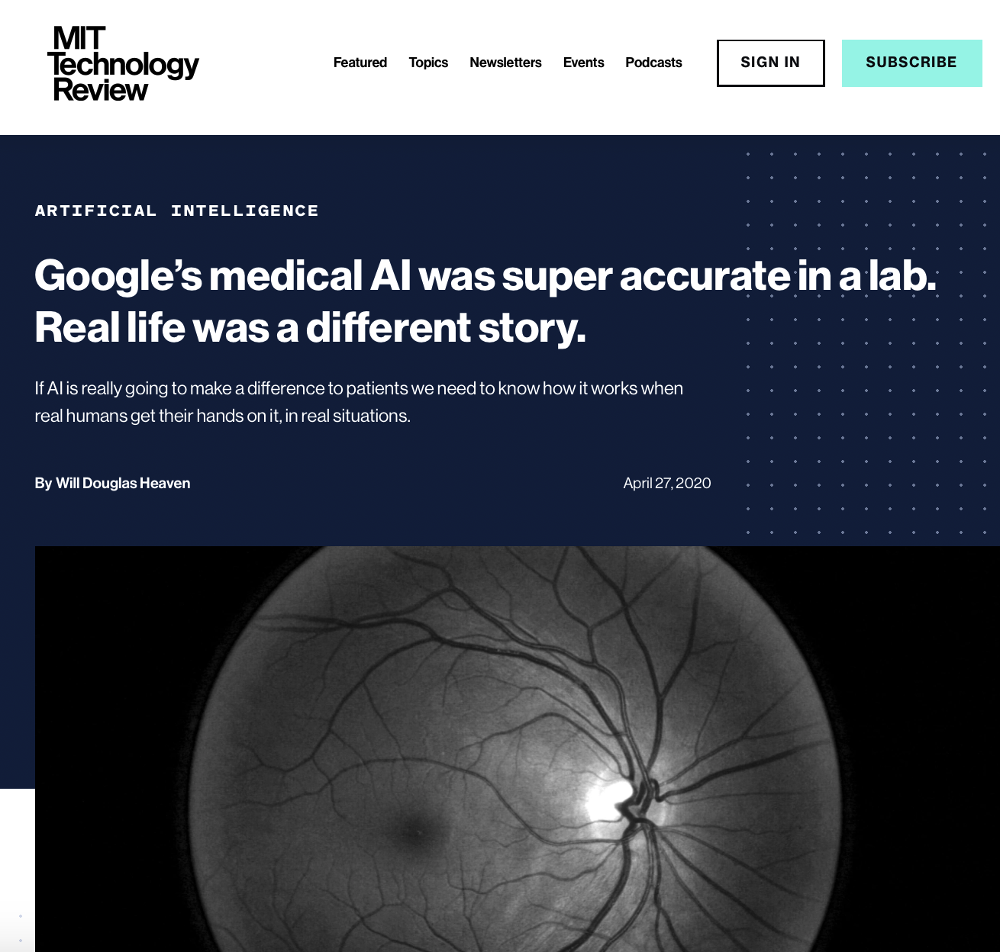 MIT
Technology
Review
Featured Topics Newsletters Events Podcasts SIGN IN SUBSCRIBE
ARTIFICIAL INTELLIGENCE
Google’s medical AI was super accurate in a lab.
Real life was a different story.
If AI is really going to make a difference to patients we need to know how it works when
real humans get their hands on it, in real situations.
By Will Douglas Heaven April 27, 2020